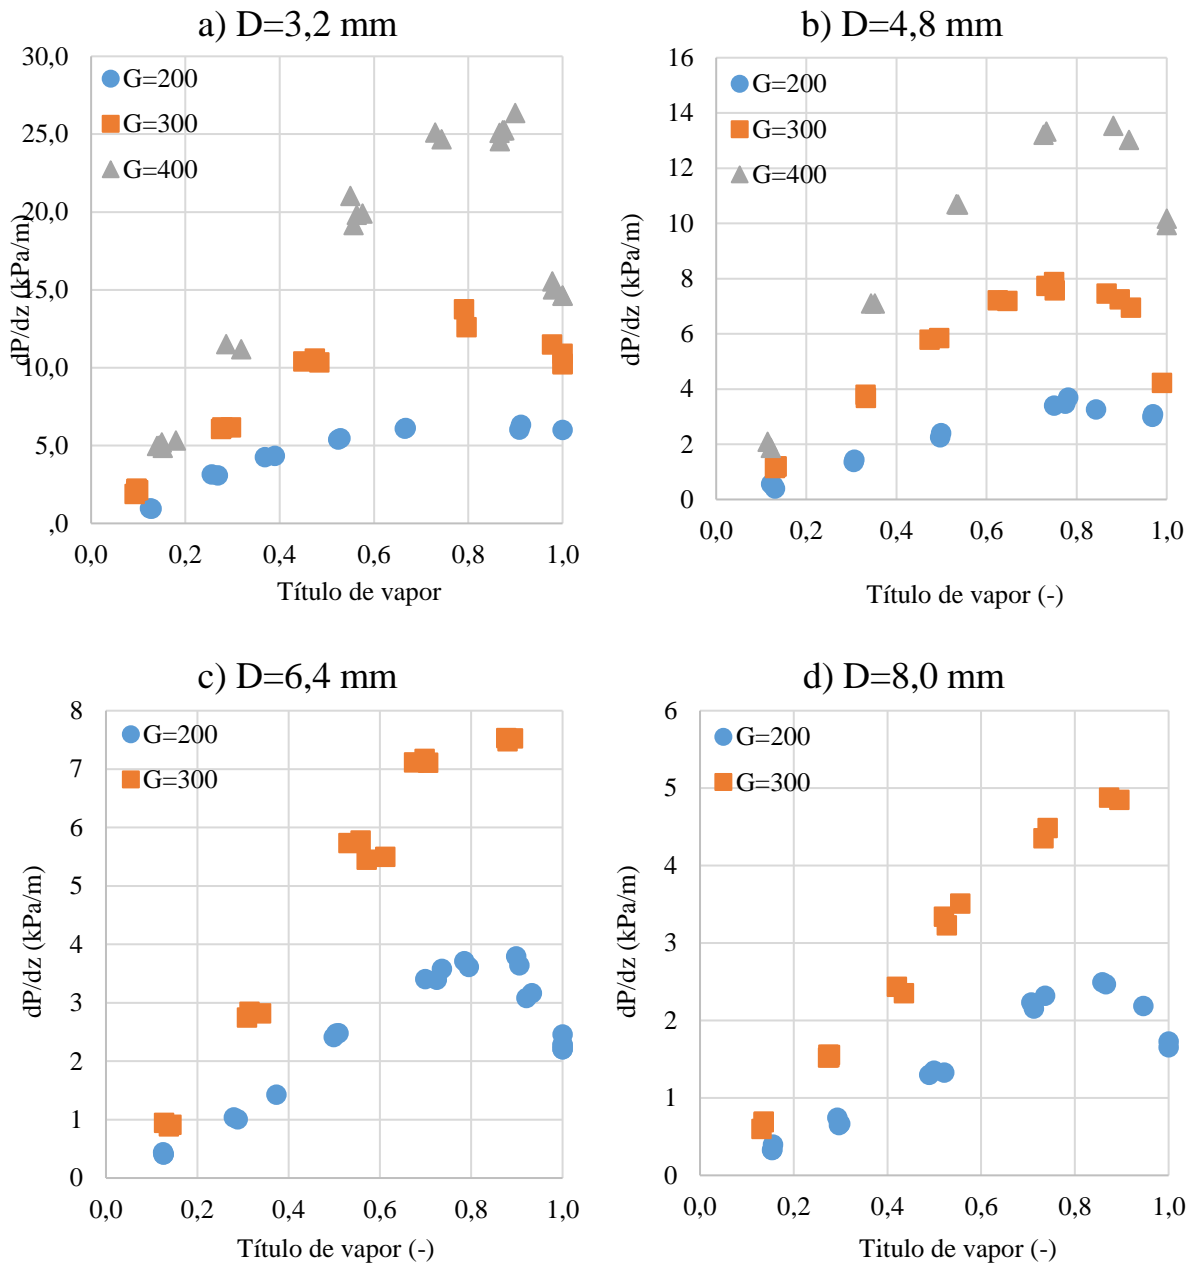 a) D=3,2 mm
30,0
25,0
20,0
15,0
10,0
5,0
,0
dP/dz (kPa/m)
G=200
G=300
G=400
0,0 0,2 0,4 0,6 0,8 1,0
Título de vapor
b) D=4,8 mm
16
14
12
10
8
6
4
2
0
dP/dz (kPa/m)
G=200
G=300
G=400
0,0 0,2 0,4 0,6 0,8 1,0
Título de vapor (-)
c) D=6,4 mm
8
7
6
5
4
3
2
1
0
dP/dz (kPa/m)
G=200
G=300
0,0 0,2 0,4 0,6 0,8 1,0
Título de vapor (-)
d) D=8,0 mm
6
5
4
3
2
1
0
dP/dz (kPa/m)
G=200
G=300
0,0 0,2 0,4 0,6 0,8 1,0
Titulo de vapor (-)